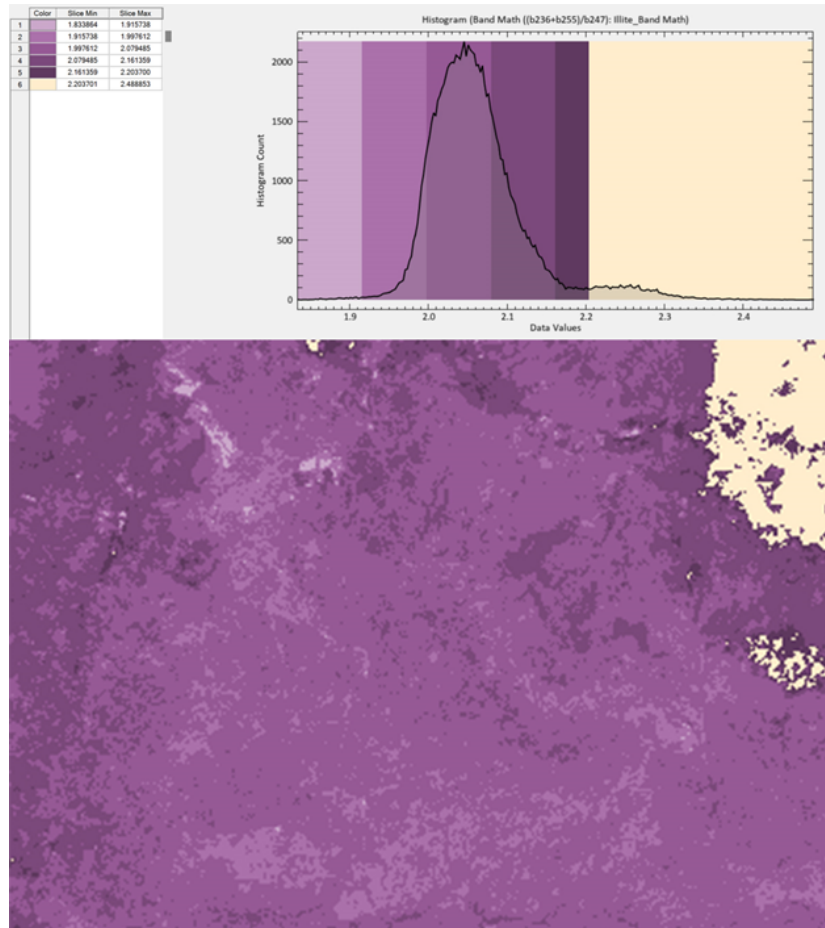 Color Slice Min Slice Max
1 1.833864 1.915738
2 1.915738 1.997612
3 1.997612 2.079485
4 2.079485 2.161359
5 2.161359 2.203700
6 2.203701 2.488853
Histogram (Band Math ((b236+b255)/b247): Illite_Band Math)
Histogram Count
2000
1500
1000
500
0
1.9 2.0 2.1 2.2 2.3 2.4
Data Values